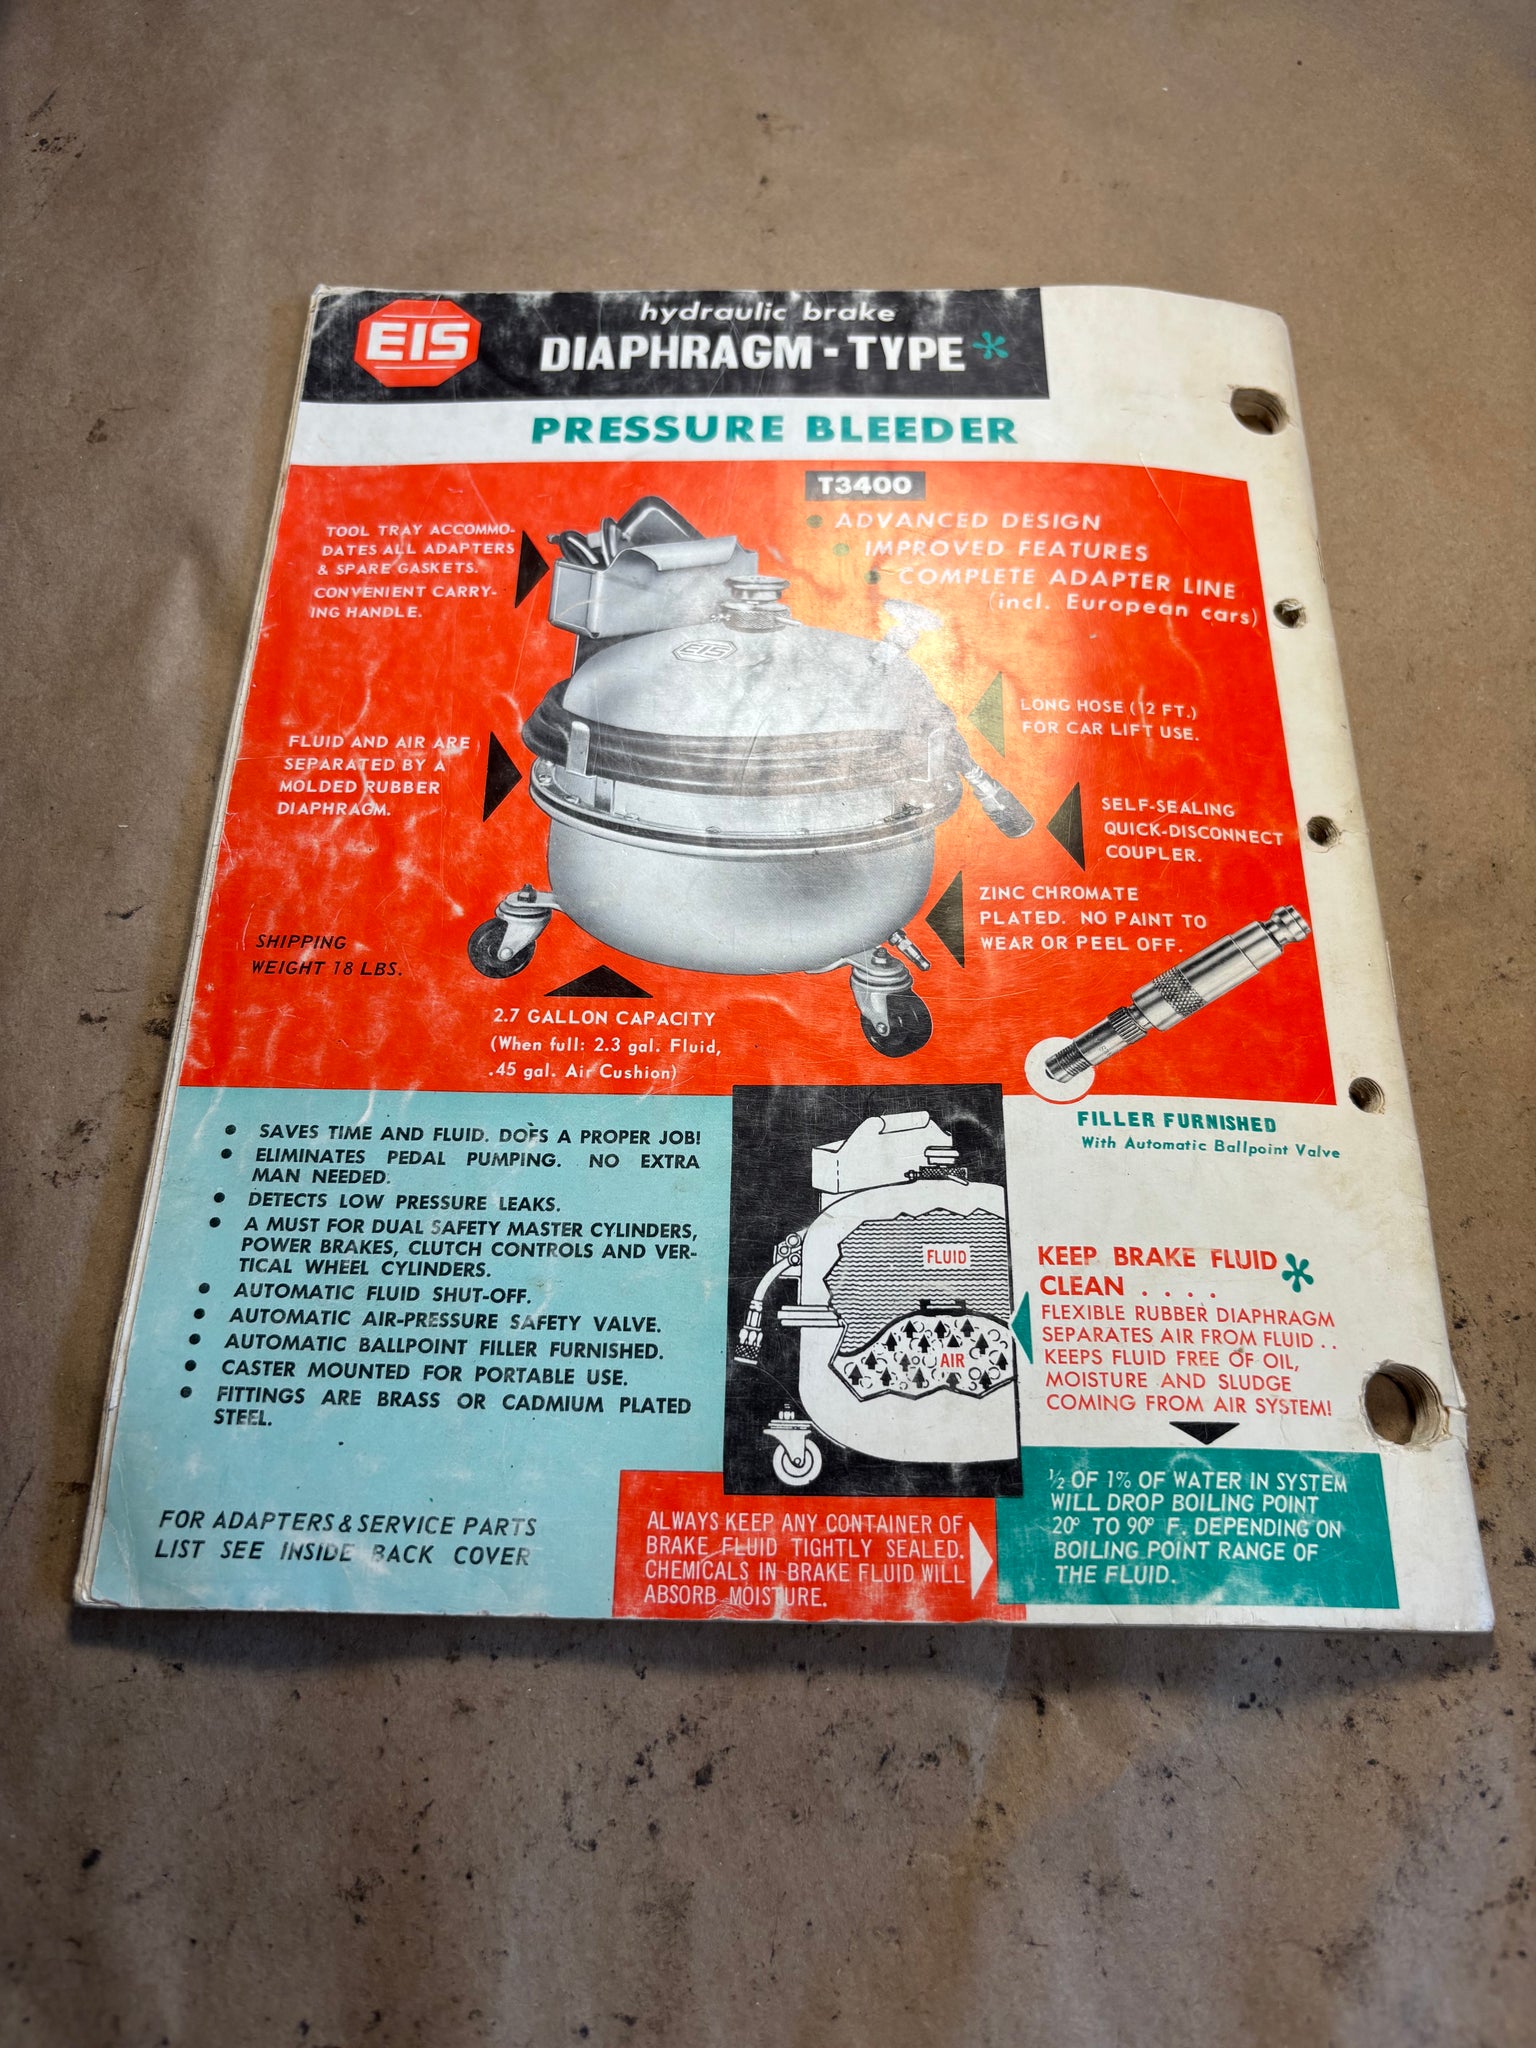 EIS
hydraulic brake
DIAPHRAGM - TYPE *
PRESSURE BLEEDER
T3400
• ADVANCED DESIGN
• IMPROVED FEATURES
• COMPLETE ADAPTER LINE
(incl. European cars)
TOOL TRAY ACCOMMO-
DATES ALL ADAPTERS
& SPARE GASKETS.
CONVENIENT CARRY-
ING HANDLE.
EIS
LONG HOSE (12 FT.)
FOR CAR LIFT USE.
FLUID AND AIR ARE
SEPARATED BY A
MOLDED RUBBER
DIAPHRAGM.
SELF-SEALING
QUICK-DISCONNECT
COUPLER.
ZINC CHROMATE
PLATED. NO PAINT TO
WEAR OR PEEL OFF.
SHIPPING
WEIGHT 18 LBS.
2.7 GALLON CAPACITY
(When full: 2.3 gal. Fluid,
.45 gal. Air Cushion)
FILLER FURNISHED
With Automatic Ballpoint Valve
• SAVES TIME AND FLUID. DOES A PROPER JOB!
• ELIMINATES PEDAL PUMPING. NO EXTRA
MAN NEEDED.
• DETECTS LOW PRESSURE LEAKS.
• A MUST FOR DUAL SAFETY MASTER CYLINDERS,
POWER BRAKES, CLUTCH CONTROLS AND VER-
TICAL WHEEL CYLINDERS.
• AUTOMATIC FLUID SHUT-OFF.
• AUTOMATIC AIR-PRESSURE SAFETY VALVE.
• AUTOMATIC BALLPOINT FILLER FURNISHED.
• CASTER MOUNTED FOR PORTABLE USE.
• FITTINGS ARE BRASS OR CADMIUM PLATED
STEEL.
FLUID
AIR
KEEP BRAKE FLUID *
CLEAN . . . .
FLEXIBLE RUBBER DIAPHRAGM
SEPARATES AIR FROM FLUID . .
KEEPS FLUID FREE OF OIL,
MOISTURE AND SLUDGE
COMING FROM AIR SYSTEM!
FOR ADAPTERS & SERVICE PARTS
LIST SEE INSIDE BACK COVER
ALWAYS KEEP ANY CONTAINER OF
BRAKE FLUID TIGHTLY SEALED.
CHEMICALS IN BRAKE FLUID WILL
ABSORB MOISTURE.
½ OF 1% OF WATER IN SYSTEM
WILL DROP BOILING POINT
20° TO 90° F. DEPENDING ON
BOILING POINT RANGE OF
THE FLUID.